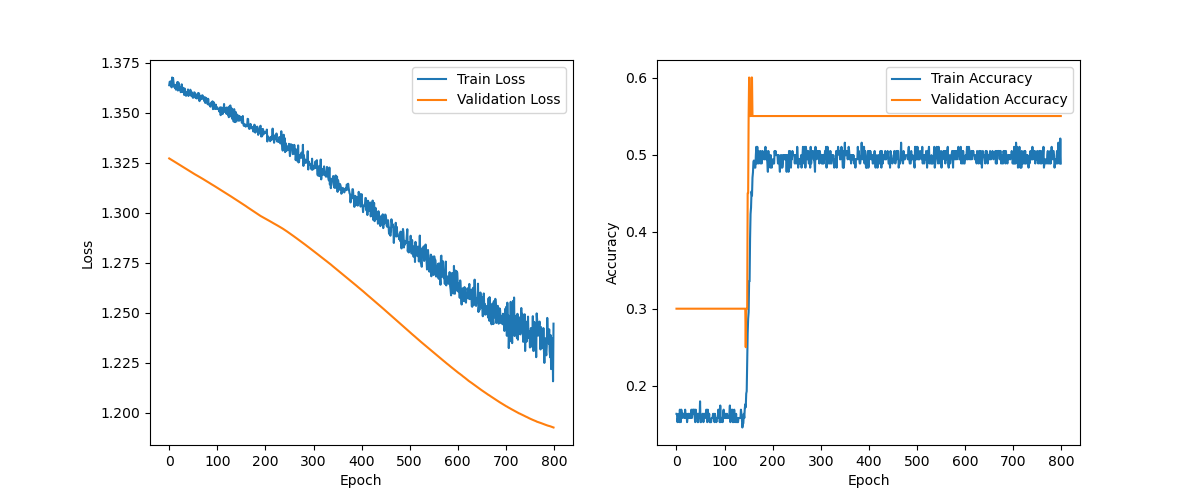 1.375
1.350
1.325
1.300
1.275
1.250
1.225
1.200
Loss
0 100 200 300 400 500 600 700 800
Epoch
Train Loss
Validation Loss
0.6
0.5
0.4
0.3
0.2
Accuracy
0 100 200 300 400 500 600 700 800
Epoch
Train Accuracy
Validation Accuracy